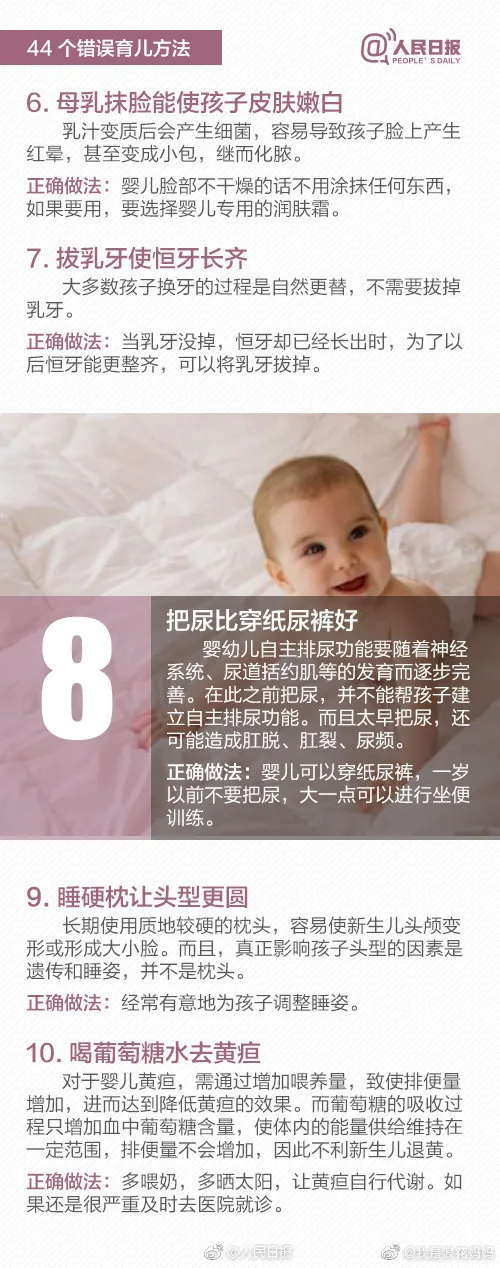 44 个错误育儿方法
@人民日报
PEOPLE'S DAILY
6. 母乳抹脸能使孩子皮肤嫩白
乳汁变质后会产生细菌，容易导致孩子脸上产生
红晕，甚至变成小包，继而化脓。
正确做法：婴儿脸部不干燥的话不用涂抹任何东西，
如果要用，要选择婴儿专用的润肤霜。
7. 拔乳牙使恒牙长齐
大多数孩子换牙的过程是自然更替，不需要拔掉
乳牙。
正确做法：当乳牙没掉，恒牙却已经长出时，为了以
后恒牙能更整齐，可以将乳牙拔掉。
8
把尿比穿纸尿裤好
婴幼儿自主排尿功能要随着神经
系统、尿道括约肌等的发育而逐步完
善。在此之前把尿，并不能帮孩子建
立自主排尿功能。而且太早把尿，还
可能造成肛脱、肛裂、尿频。
正确做法：婴儿可以穿纸尿裤，一岁
以前不要把尿，大一点可以进行坐便
训练。
9. 睡硬枕让头型更圆
长期使用质地较硬的枕头，容易使新生儿头颅变
形或形成大小脸。而且，真正影响孩子头型的因素是
遗传和睡姿，并不是枕头。
正确做法：经常有意地为孩子调整睡姿。
10. 喝葡萄糖水去黄疸
对于婴儿黄疸，需通过增加喂养量，致使排便量
增加，进而达到降低黄疸的效果。而葡萄糖的吸收过
程只增加血中葡萄糖含量，使体内的能量供给维持在
一定范围，排便量不会增加，因此不利新生儿退黄。
正确做法：多喂奶，多晒太阳，让黄疸自行代谢。如
果还是很严重及时去医院就诊。
@人民日报